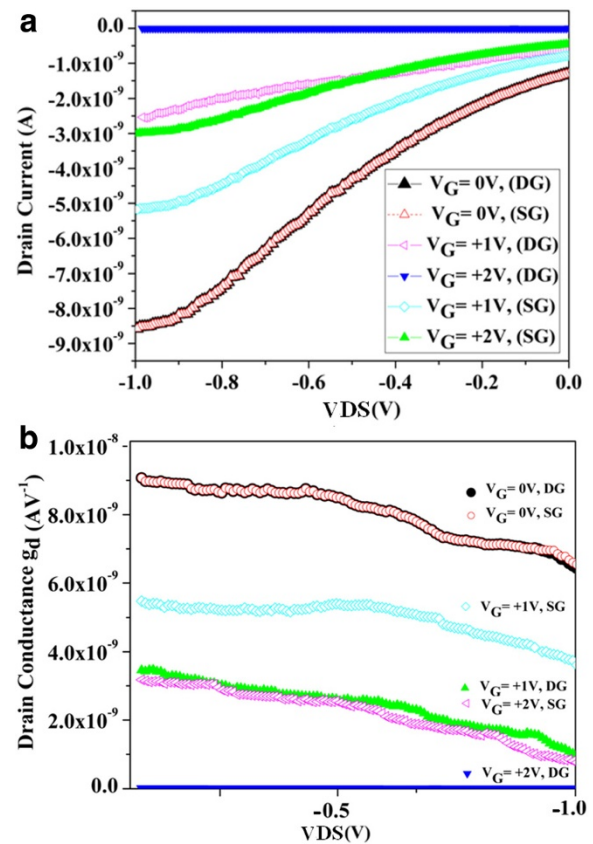 a
0.0
-1.0x10⁻⁹
-2.0x10⁻⁹
-3.0x10⁻⁹
-4.0x10⁻⁹
-5.0x10⁻⁹
-6.0x10⁻⁹
-7.0x10⁻⁹
-8.0x10⁻⁹
-9.0x10⁻⁹
Drain Current (A)
VG= 0V, (DG)
VG= 0V, (SG)
VG= +1V, (DG)
VG= +2V, (DG)
VG= +1V, (SG)
VG= +2V, (SG)
-1.0 -0.8 -0.6 -0.4 -0.2 0.0
VDS(V)
b
1.0x10⁻⁸
8.0x10⁻⁹
6.0x10⁻⁹
4.0x10⁻⁹
2.0x10⁻⁹
0.0
Drain Conductance gd (AV⁻¹)
VG= 0V, DG
VG= 0V, SG
VG= +1V, SG
VG= +1V, DG
VG= +2V, SG
VG= +2V, DG
-0.5 -1.0
VDS(V)